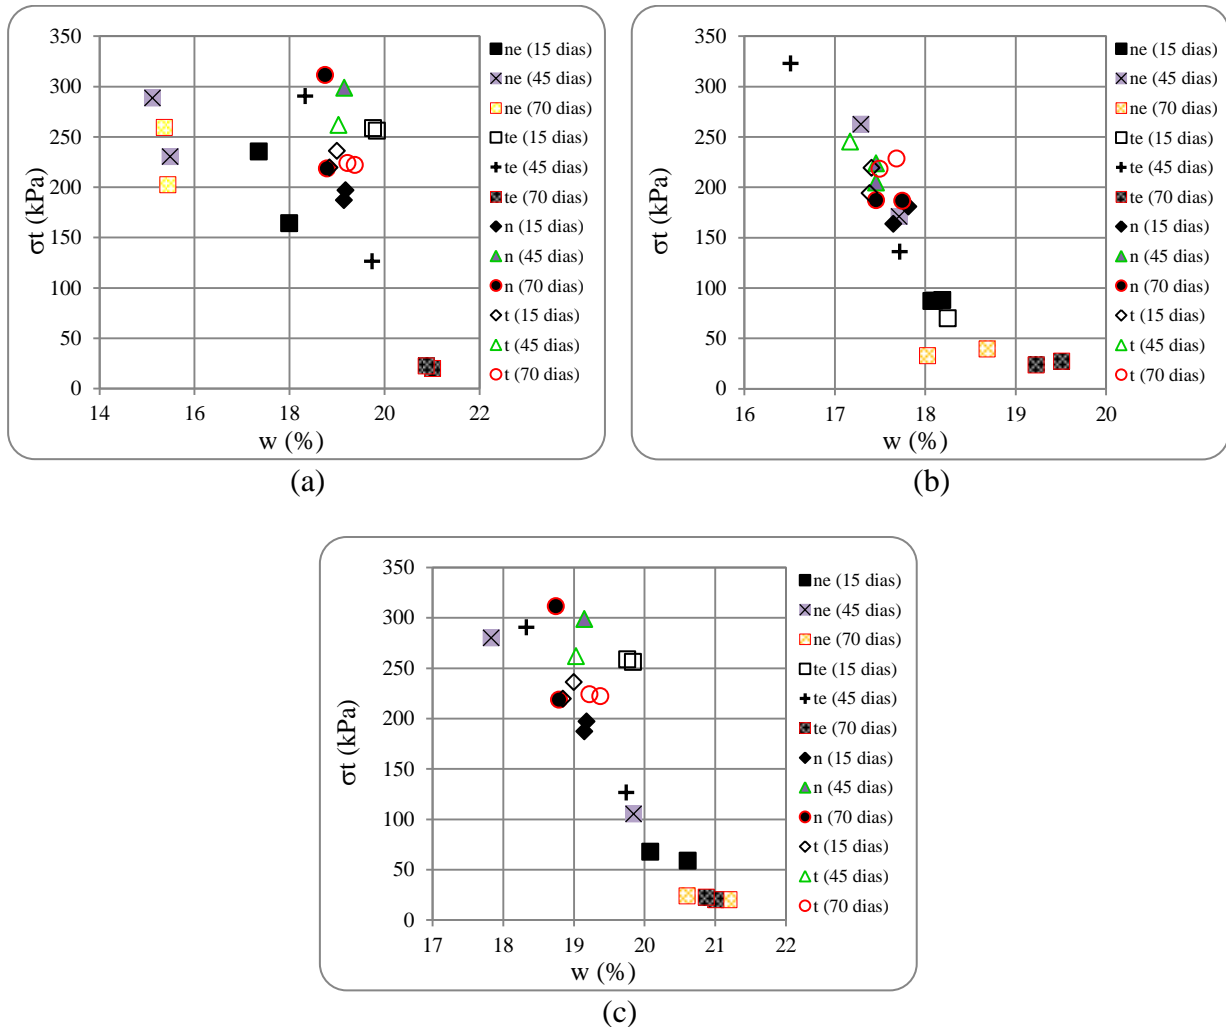 350
300
250
200
150
100
50
0
σt (kPa)
14 16 18 20 22
w (%)
ne (15 dias)
ne (45 dias)
ne (70 dias)
te (15 dias)
te (45 dias)
te (70 dias)
n (15 dias)
n (45 dias)
n (70 dias)
t (15 dias)
t (45 dias)
t (70 dias)
(a)
350
300
250
200
150
100
50
0
σt (kPa)
16 17 18 19 20
w (%)
ne (15 dias)
ne (45 dias)
ne (70 dias)
te (15 dias)
te (45 dias)
te (70 dias)
n (15 dias)
n (45 dias)
n (70 dias)
t (15 dias)
t (45 dias)
t (70 dias)
(b)
350
300
250
200
150
100
50
0
σt (kPa)
17 18 19 20 21 22
w (%)
ne (15 dias)
ne (45 dias)
ne (70 dias)
te (15 dias)
te (45 dias)
te (70 dias)
n (15 dias)
n (45 dias)
n (70 dias)
t (15 dias)
t (45 dias)
t (70 dias)
(c)